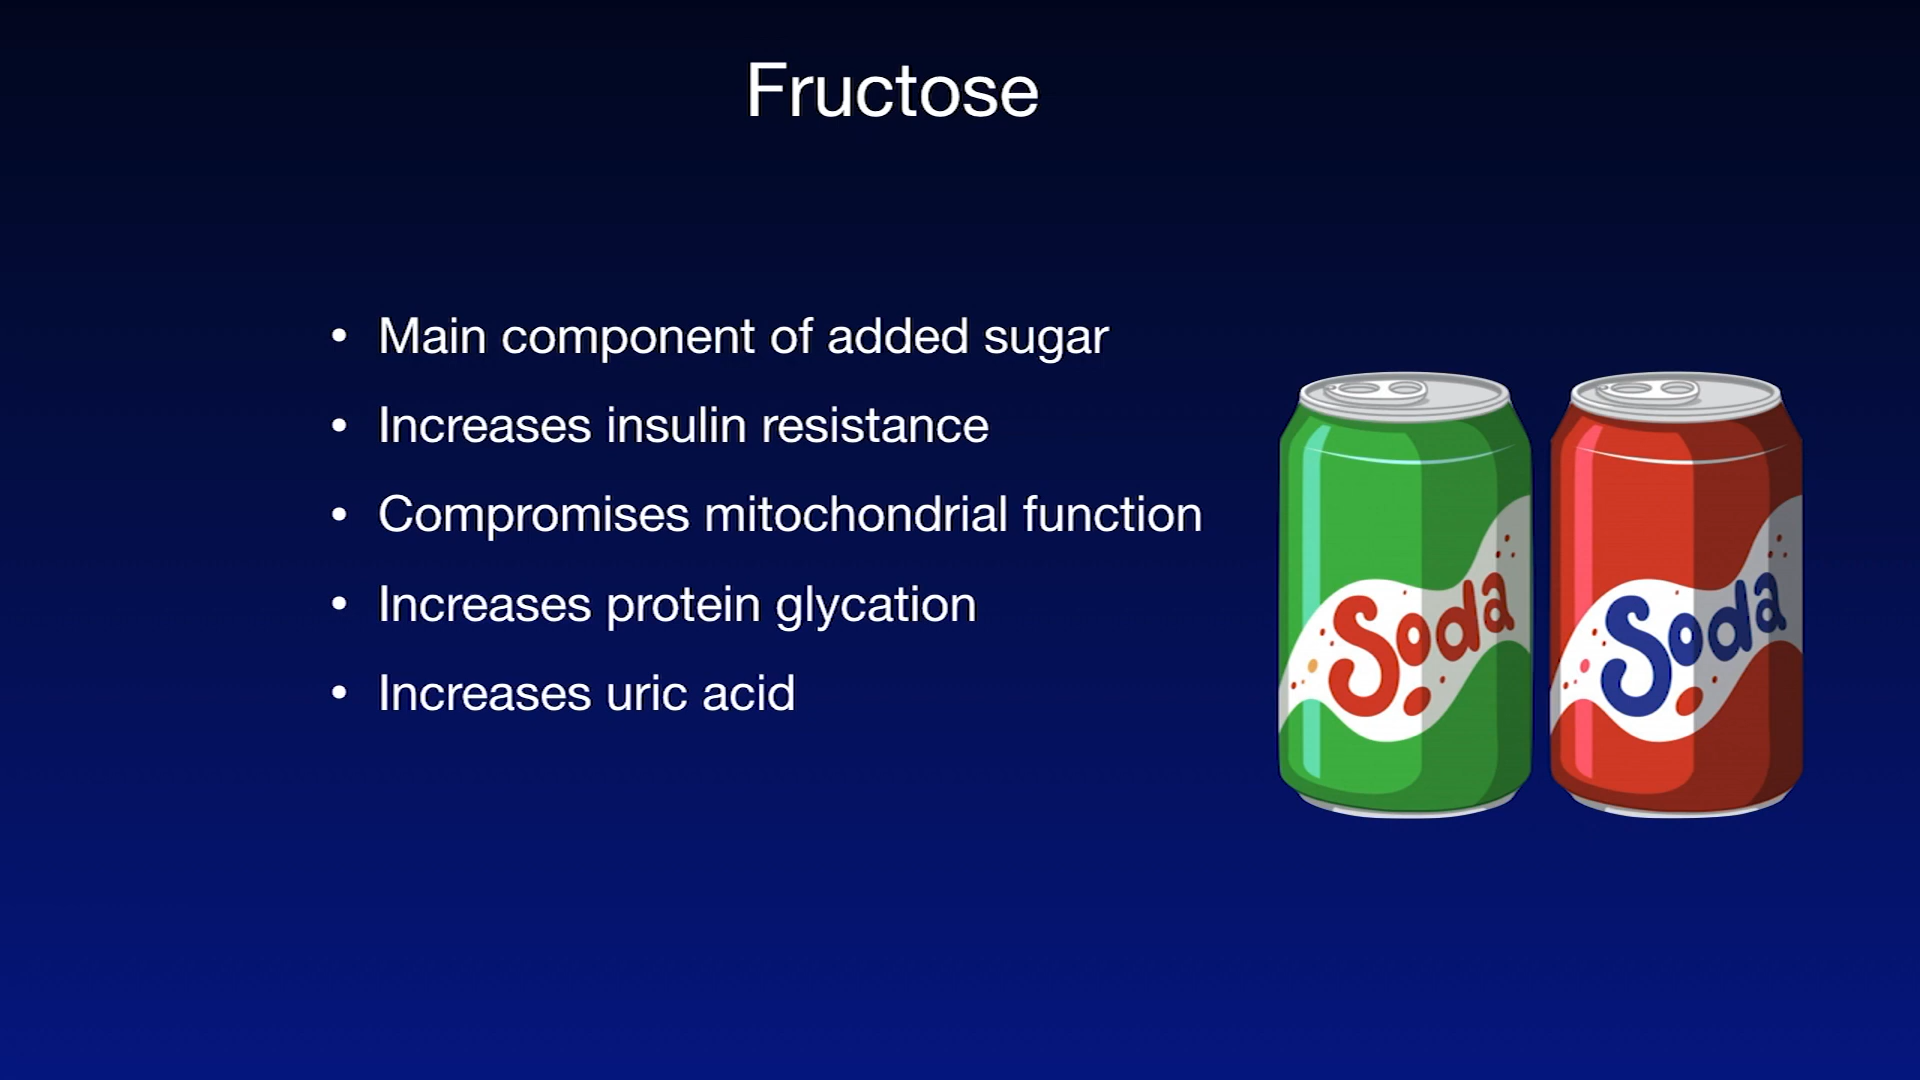 Fructose
• Main component of added sugar
• Increases insulin resistance
• Compromises mitochondrial function
• Increases protein glycation
• Increases uric acid
Soda
Soda